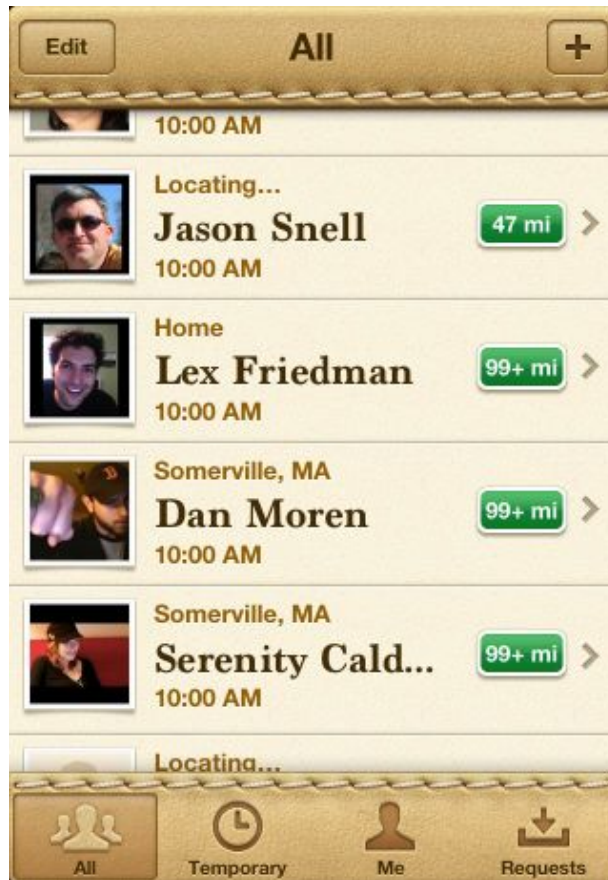 Edit
All
+
10:00 AM
Locating...
Jason Snell
47 mi
10:00 AM
Home
Lex Friedman
99+ mi
10:00 AM
Somerville, MA
Dan Moren
99+ mi
10:00 AM
Somerville, MA
Serenity Cald...
99+ mi
10:00 AM
Locating...
All
Temporary
Me
Requests